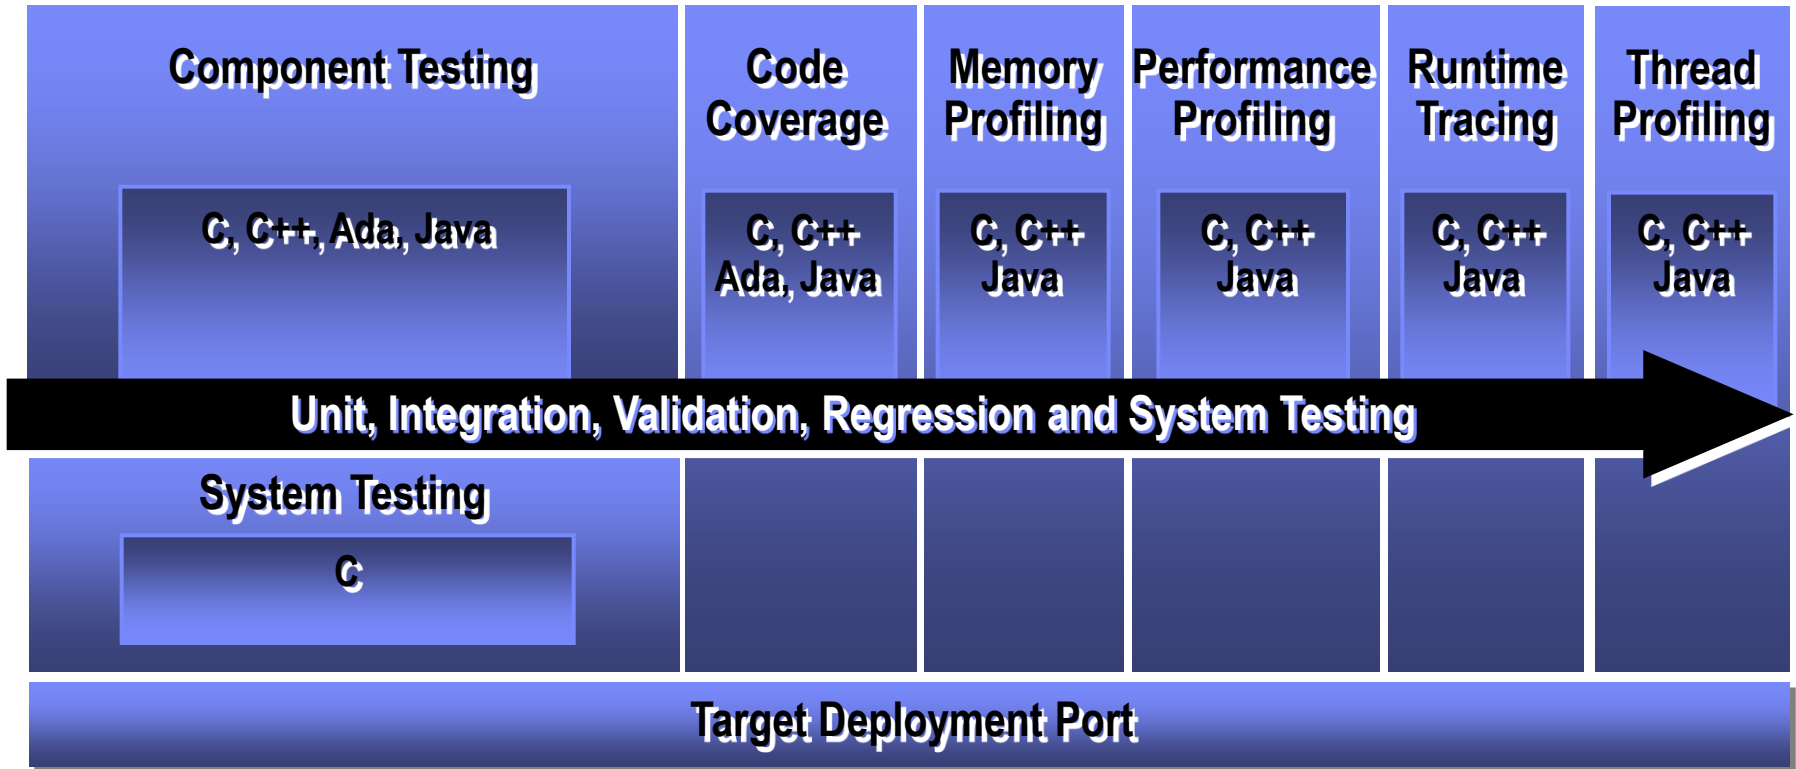 Component Testing
C, C++, Ada, Java
Code
Coverage
C, C++
Ada, Java
Memory
Profiling
C, C++
Java
Performance
Profiling
C, C++
Java
Runtime
Tracing
C, C++
Java
Thread
Profiling
C, C++
Java
Unit, Integration, Validation, Regression and System Testing
System Testing
C
Target Deployment Port